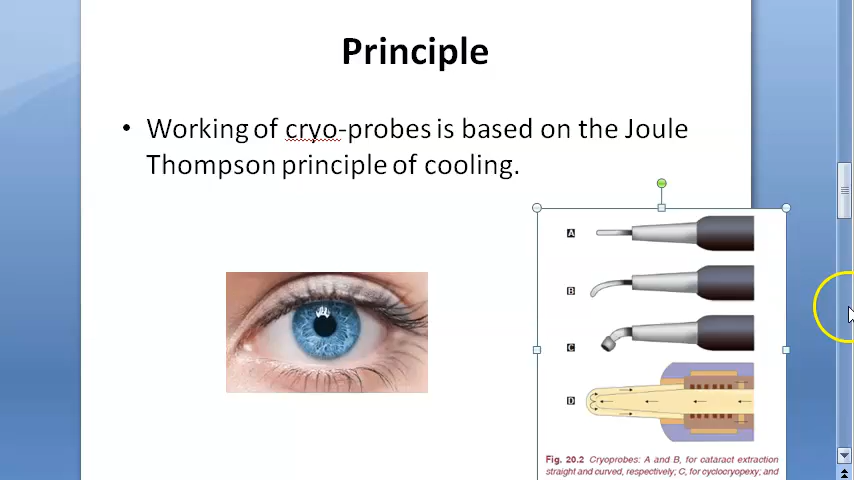 Principle
• Working of cryo-probes is based on the Joule
Thompson principle of cooling.
A
B
C
D
Fig. 20.2 Cryoprobes: A and B, for cataract extraction
straight and curved, respectively; C, for cyclocryopexy; and